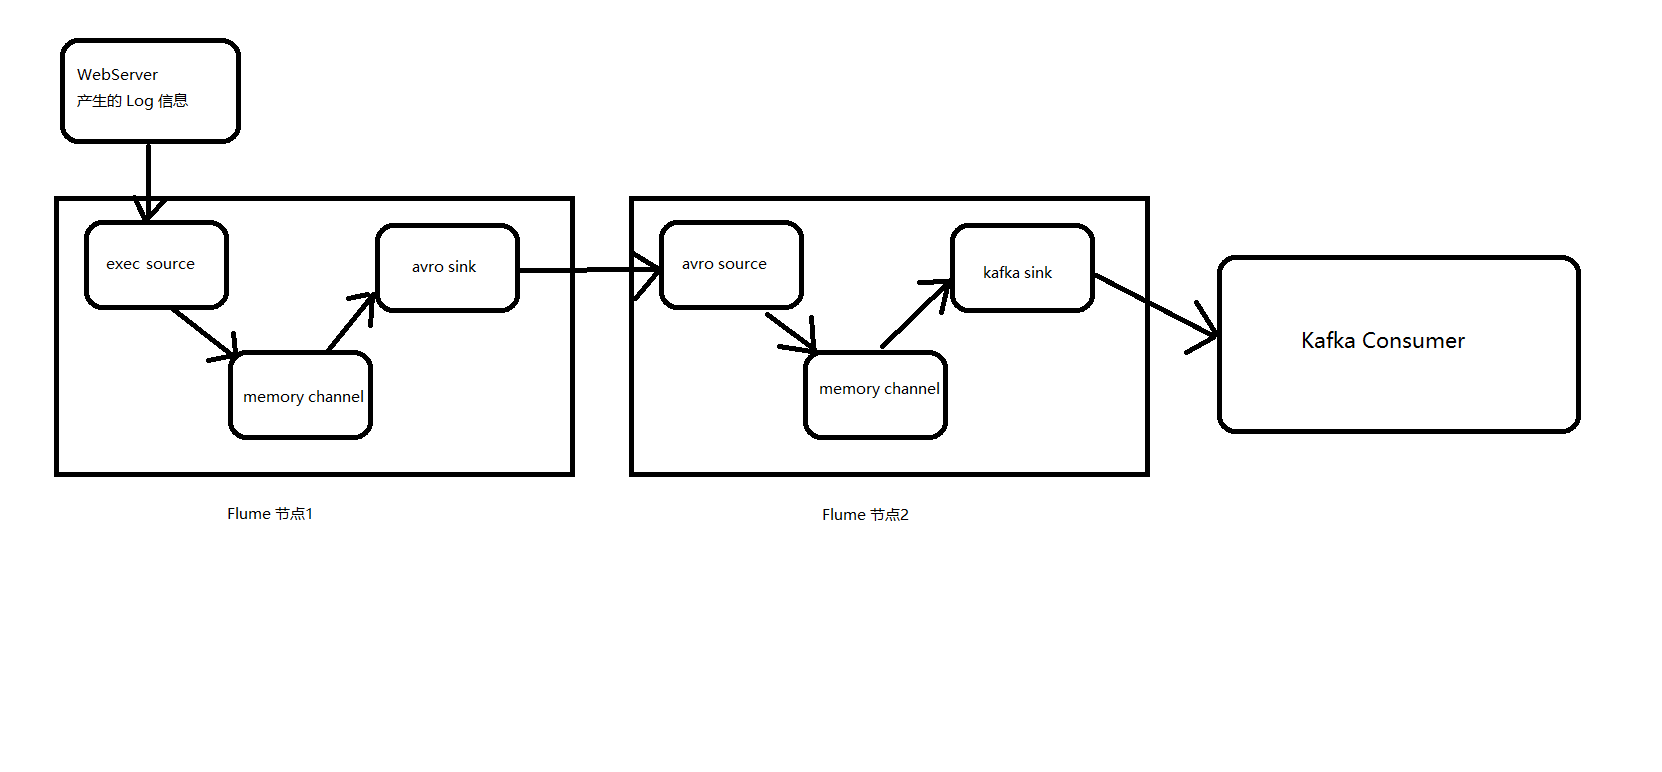 WebServer
产生的 Log 信息
exec source
avro sink
memory channel
Flume 节点1
avro source
kafka sink
memory channel
Flume 节点2
Kafka Consumer